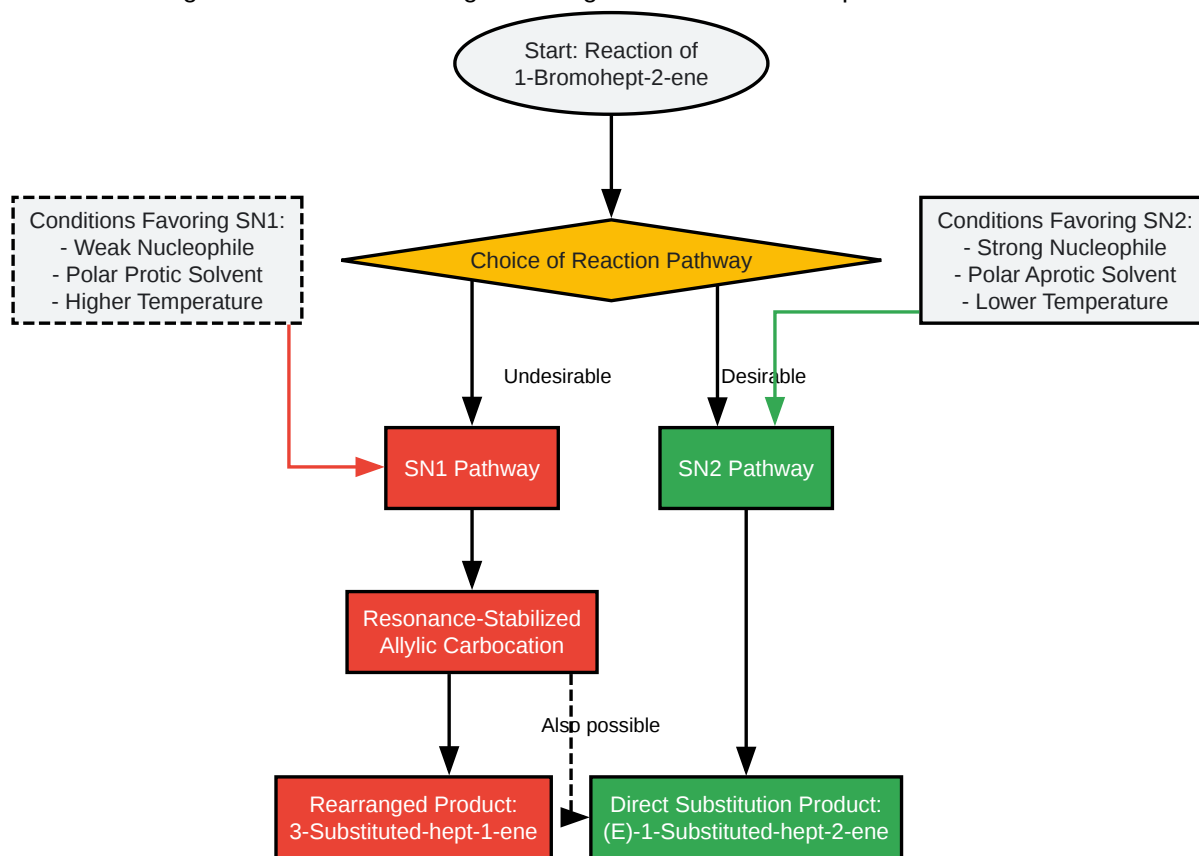 Start: Reaction of
1-Bromohept-2-ene
Conditions Favoring SN1:
- Weak Nucleophile
- Polar Protic Solvent
- Higher Temperature
Choice of Reaction Pathway
Conditions Favoring SN2:
- Strong Nucleophile
- Polar Aprotic Solvent
- Lower Temperature
Undesirable
Desirable
SN1 Pathway
SN2 Pathway
Resonance-Stabilized
Allylic Carbocation
Also possible
Rearranged Product:
3-Substituted-hept-1-ene
Direct Substitution Product:
(E)-1-Substituted-hept-2-ene